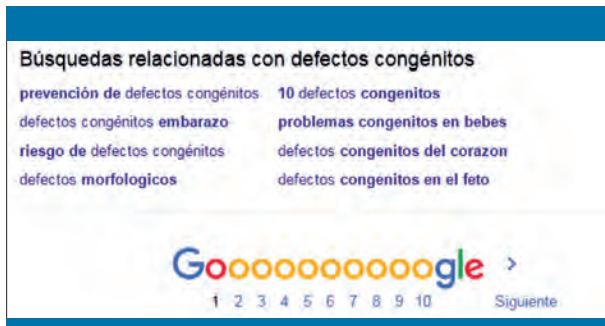 Búsquedas relacionadas con defectos congénitos
prevención de defectos congénitos 10 defectos congenitos
defectos congénitos embarazo problemas congenitos en bebes
riesgo de defectos congénitos defectos congenitos del corazon
defectos morfologicos defectos congenitos en el feto
Goooooooooogle >
1 2 3 4 5 6 7 8 9 10 Siguiente